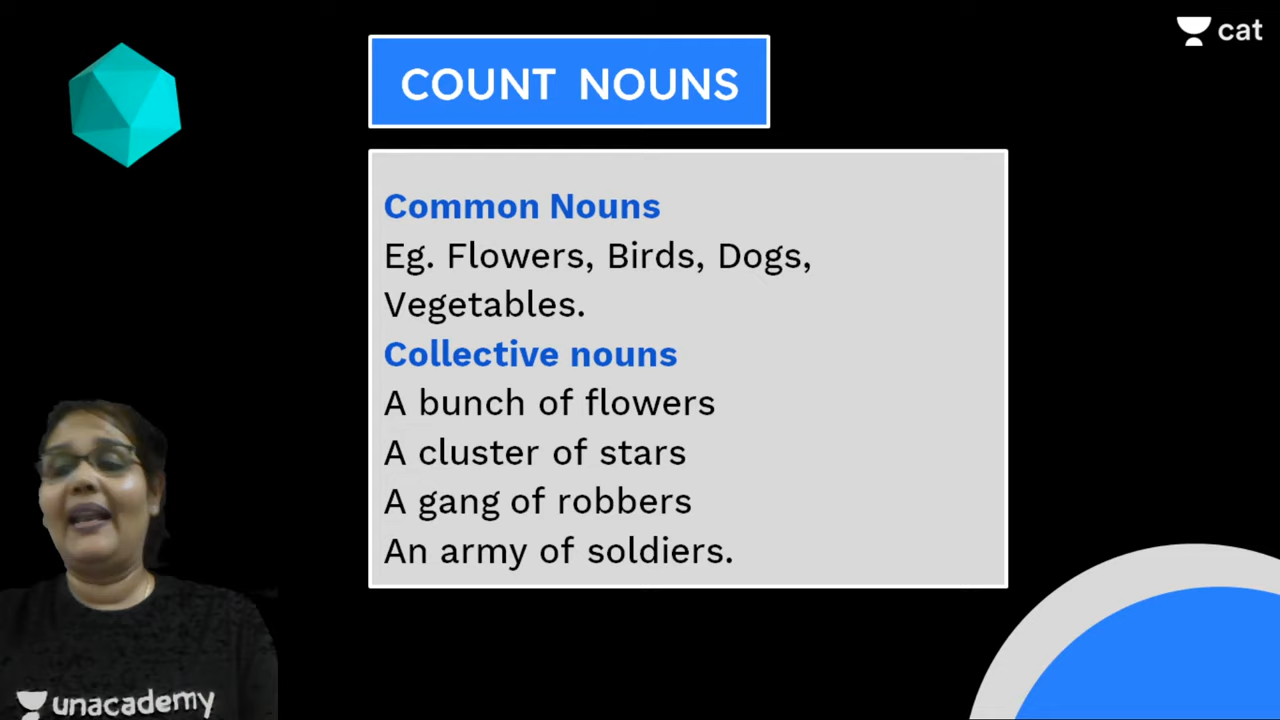 cat
COUNT NOUNS
Common Nouns
Eg. Flowers, Birds, Dogs,
Vegetables.
Collective nouns
A bunch of flowers
A cluster of stars
A gang of robbers
An army of soldiers.
unacademy